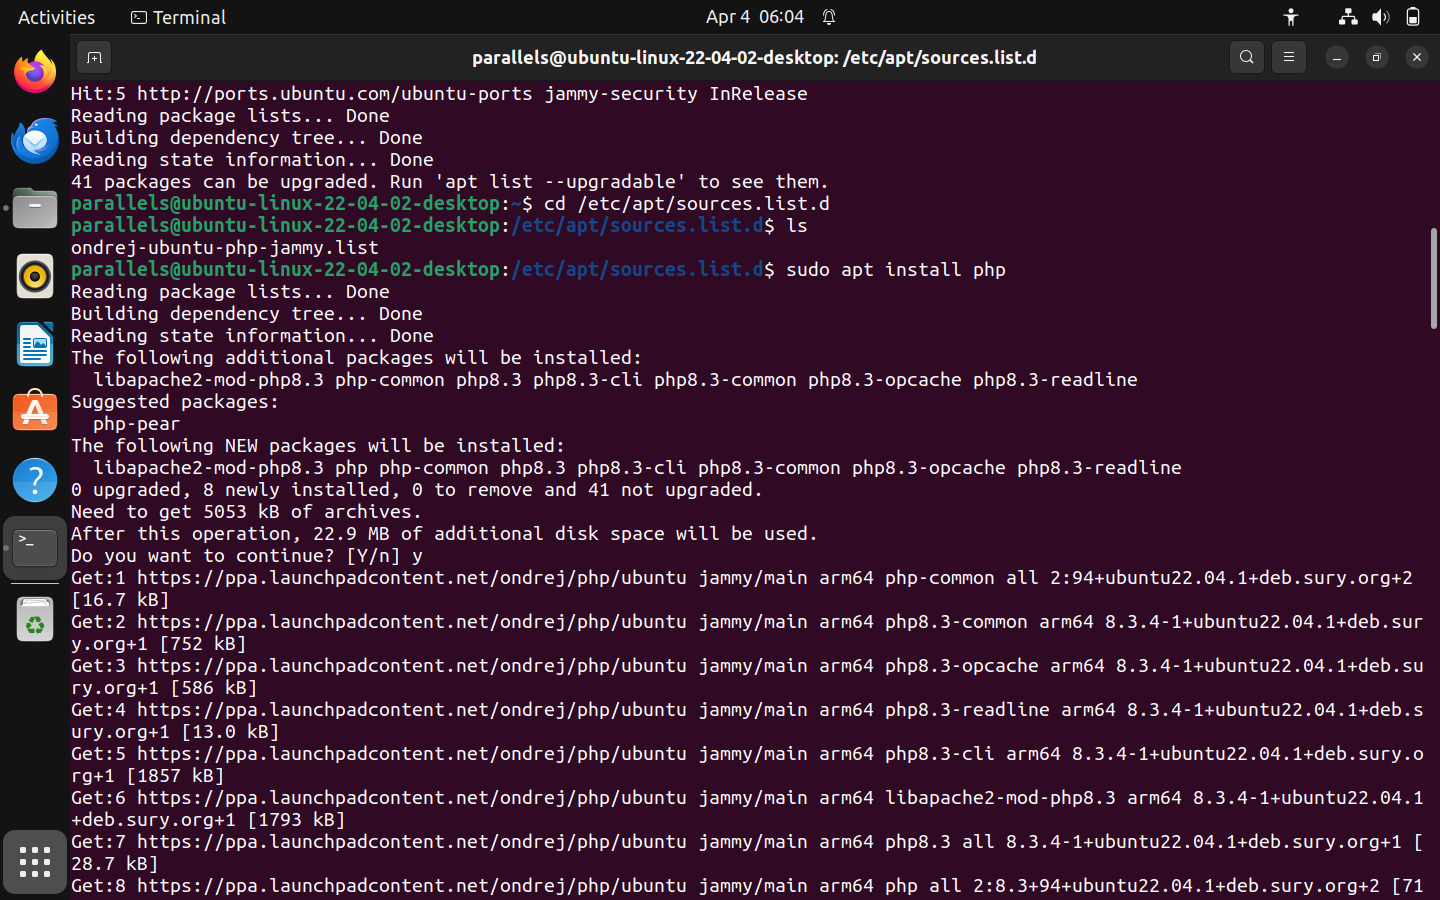 Activities
Terminal
Apr 4 06:04
parallels@ubuntu-linux-22-04-02-desktop: /etc/apt/sources.list.d
Hit:5 http://ports.ubuntu.com/ubuntu-ports jammy-security InRelease
Reading package lists... Done
Building dependency tree... Done
Reading state information... Done
41 packages can be upgraded. Run 'apt list --upgradable' to see them.
parallels@ubuntu-linux-22-04-02-desktop:~$ cd /etc/apt/sources.list.d
parallels@ubuntu-linux-22-04-02-desktop:/etc/apt/sources.list.d$ ls
ondrej-ubuntu-php-jammy.list
parallels@ubuntu-linux-22-04-02-desktop:/etc/apt/sources.list.d$ sudo apt install php
Reading package lists... Done
Building dependency tree... Done
Reading state information... Done
The following additional packages will be installed:
  libapache2-mod-php8.3 php-common php8.3 php8.3-cli php8.3-common php8.3-opcache php8.3-readline
Suggested packages:
  php-pear
The following NEW packages will be installed:
  libapache2-mod-php8.3 php php-common php8.3 php8.3-cli php8.3-common php8.3-opcache php8.3-readline
0 upgraded, 8 newly installed, 0 to remove and 41 not upgraded.
Need to get 5053 kB of archives.
After this operation, 22.9 MB of additional disk space will be used.
Do you want to continue? [Y/n] y
Get:1 https://ppa.launchpadcontent.net/ondrej/php/ubuntu jammy/main arm64 php-common all 2:94+ubuntu22.04.1+deb.sury.org+2
[16.7 kB]
Get:2 https://ppa.launchpadcontent.net/ondrej/php/ubuntu jammy/main arm64 php8.3-common arm64 8.3.4-1+ubuntu22.04.1+deb.sur
y.org+1 [752 kB]
Get:3 https://ppa.launchpadcontent.net/ondrej/php/ubuntu jammy/main arm64 php8.3-opcache arm64 8.3.4-1+ubuntu22.04.1+deb.su
ry.org+1 [586 kB]
Get:4 https://ppa.launchpadcontent.net/ondrej/php/ubuntu jammy/main arm64 php8.3-readline arm64 8.3.4-1+ubuntu22.04.1+deb.s
ury.org+1 [13.0 kB]
Get:5 https://ppa.launchpadcontent.net/ondrej/php/ubuntu jammy/main arm64 php8.3-cli arm64 8.3.4-1+ubuntu22.04.1+deb.sury.o
rg+1 [1857 kB]
Get:6 https://ppa.launchpadcontent.net/ondrej/php/ubuntu jammy/main arm64 libapache2-mod-php8.3 arm64 8.3.4-1+ubuntu22.04.1
+deb.sury.org+1 [1793 kB]
Get:7 https://ppa.launchpadcontent.net/ondrej/php/ubuntu jammy/main arm64 php8.3 all 8.3.4-1+ubuntu22.04.1+deb.sury.org+1 [
28.7 kB]
Get:8 https://ppa.launchpadcontent.net/ondrej/php/ubuntu jammy/main arm64 php all 2:8.3+94+ubuntu22.04.1+deb.sury.org+2 [71